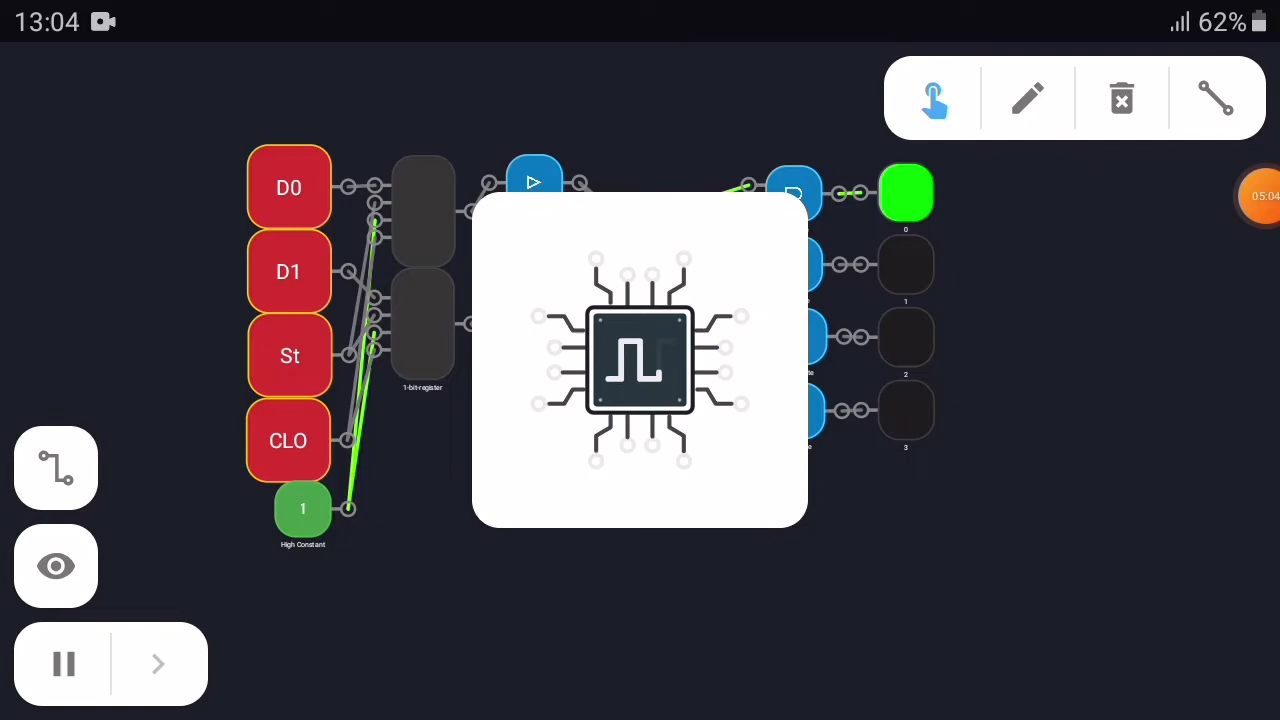 13:04
62%
05:04
D0
D1
St
CLO
1
High Constant
1-bit-register
0
1
2
3